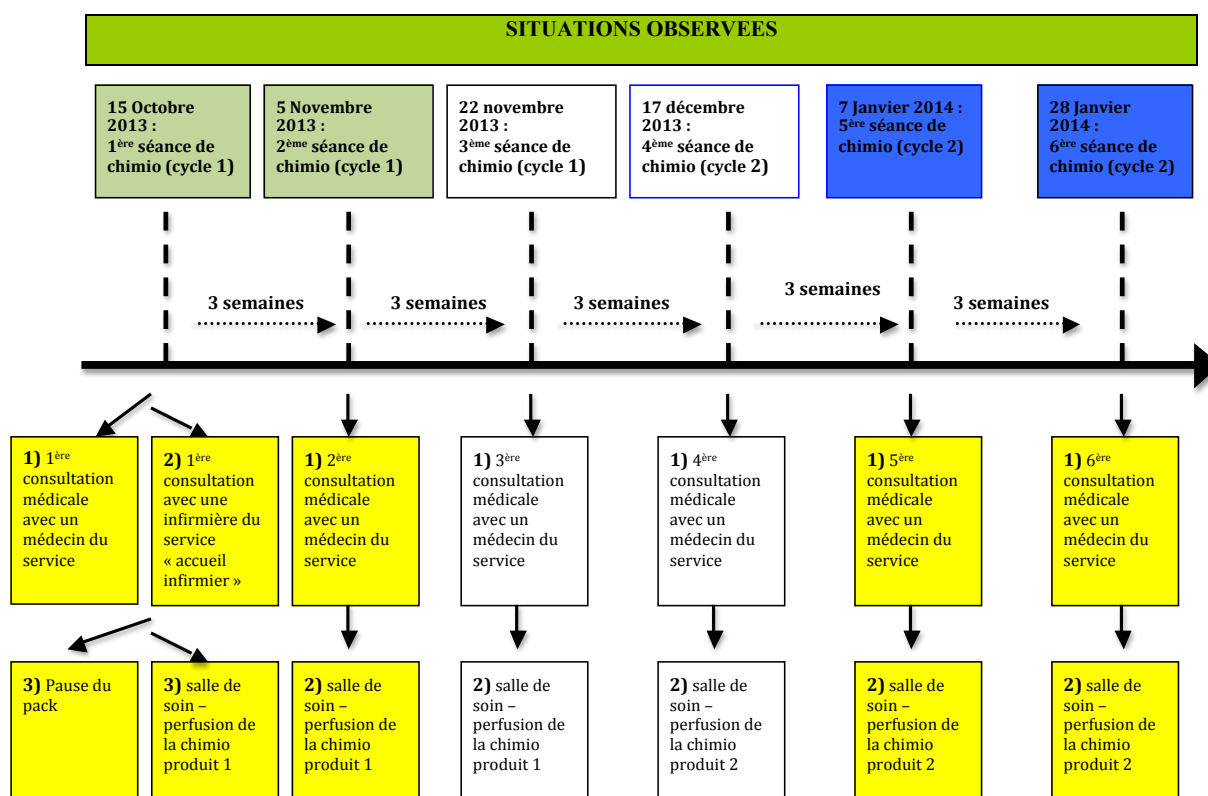 SITUATIONS OBSERVEES
15 Octobre
2013 :
1ère séance de
chimio (cycle 1)
5 Novembre
2013 :
2ème séance de
chimio (cycle 1)
22 novembre
2013 :
3ème séance de
chimio (cycle 1)
17 décembre
2013 :
4ème séance de
chimio (cycle 2)
7 Janvier 2014 :
5ère séance de
chimio (cycle 2)
28 Janvier
2014 :
6ère séance de
chimio (cycle 2)
3 semaines
3 semaines
3 semaines
3 semaines
3 semaines
1) 1ère
consultation
médicale
avec un
médecin du
service
2) 1ère
consultation
avec une
infirmière du
service
« accueil
infirmier »
1) 2ère
consultation
médicale
avec un
médecin du
service
1) 3ère
consultation
médicale
avec un
médecin du
service
1) 4ère
consultation
médicale
avec un
médecin du
service
1) 5ère
consultation
médicale
avec un
médecin du
service
1) 6ère
consultation
médicale
avec un
médecin du
service
3) Pause du
pack
3) salle de
soin –
perfusion de
la chimio
produit 1
2) salle de
soin –
perfusion de
la chimio
produit 1
2) salle de
soin –
perfusion de
la chimio
produit 1
2) salle de
soin –
perfusion de
la chimio
produit 2
2) salle de
soin –
perfusion de
la chimio
produit 2
2) salle de
soin –
perfusion de
la chimio
produit 2